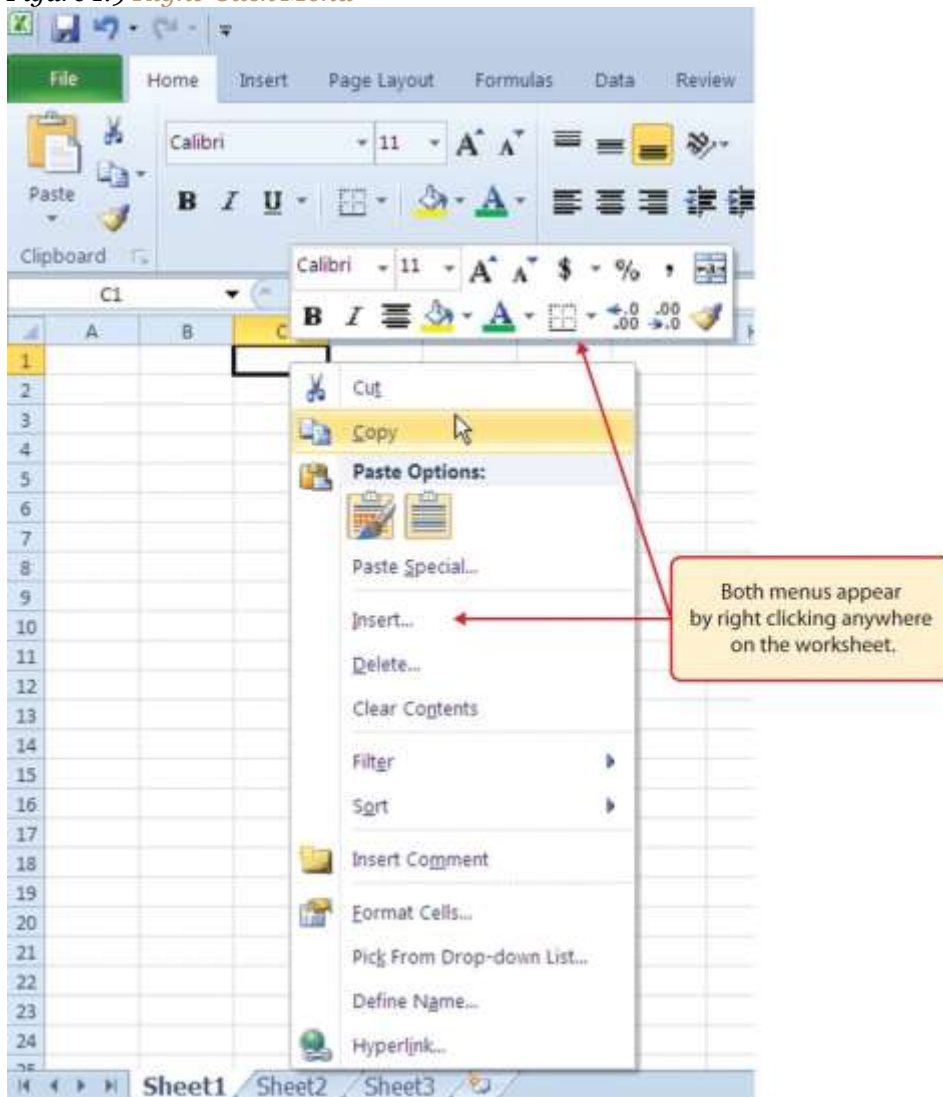 File Home Insert Page Layout Formulas Data Review
Calibri 11 A A
Paste
B I U A
Clipboard
Calibri 11 A A $ % ,
B I A .0 .00 .00 .0
C1
A B C
1
2
3
4
5
6
7
8
9
10
11
12
13
14
15
16
17
18
19
20
21
22
23
24
Cut
Copy
Paste Options:
Paste Special...
Insert...
Delete...
Clear Contents
Filter
Sort
Insert Comment
Format Cells...
Pick From Drop-down List...
Define Name...
Hyperlink...
Both menus appear
by right clicking anywhere
on the worksheet.
Sheet1 Sheet2 Sheet3